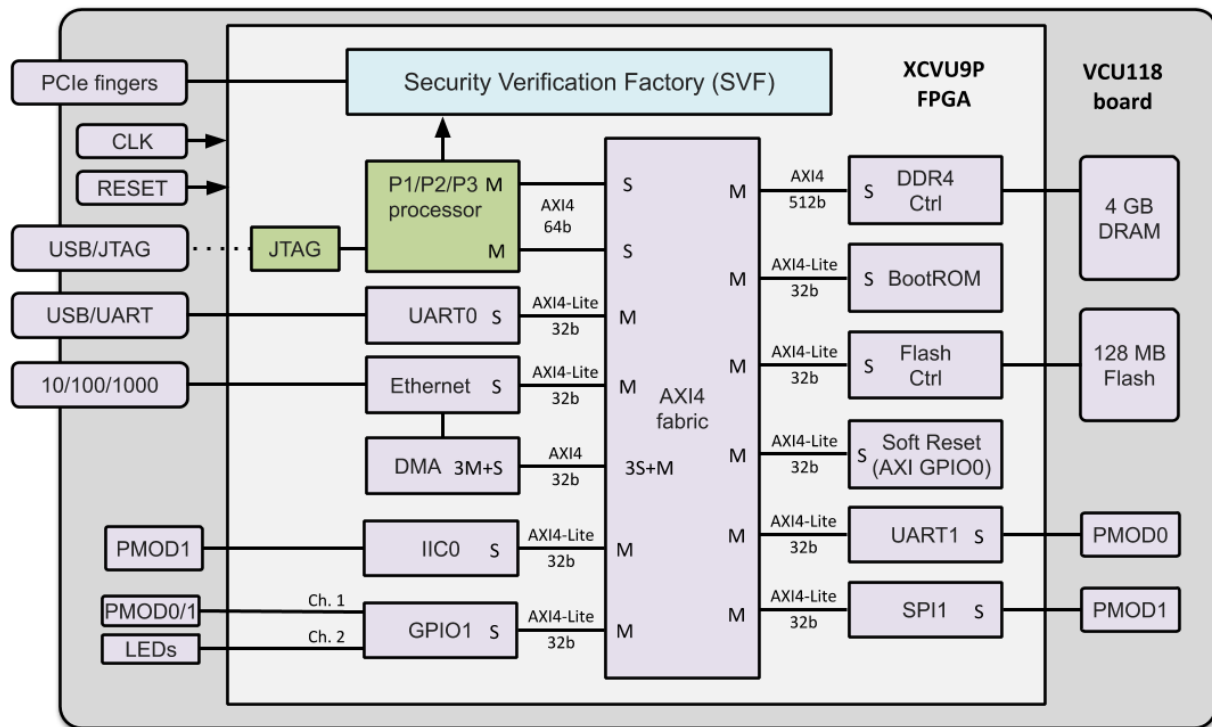 PCIe fingers
CLK
RESET
USB/JTAG
USB/UART
10/100/1000
PMOD1
PMOD0/1
LEDs
Security Verification Factory (SVF)
XCVU9P
FPGA
VCU118
board
P1/P2/P3 M
processor
M
JTAG
AXI4
64b
UART0 S
AXI4-Lite
32b
Ethernet S
AXI4-Lite
32b
DMA 3M+S
AXI4
32b
IIC0 S
AXI4-Lite
32b
Ch. 1
Ch. 2
GPIO1 S
AXI4-Lite
32b
S
S
M
M
3S+M
M
M
AXI4
fabric
M
M
M
M
M
M
AXI4
512b
S DDR4
Ctrl
4 GB
DRAM
AXI4-Lite
32b
S BootROM
AXI4-Lite
32b
S Flash
Ctrl
128 MB
Flash
AXI4-Lite
32b
S Soft Reset
(AXI GPIO0)
AXI4-Lite
32b
UART1 S
PMOD0
AXI4-Lite
32b
SPI1 S
PMOD1